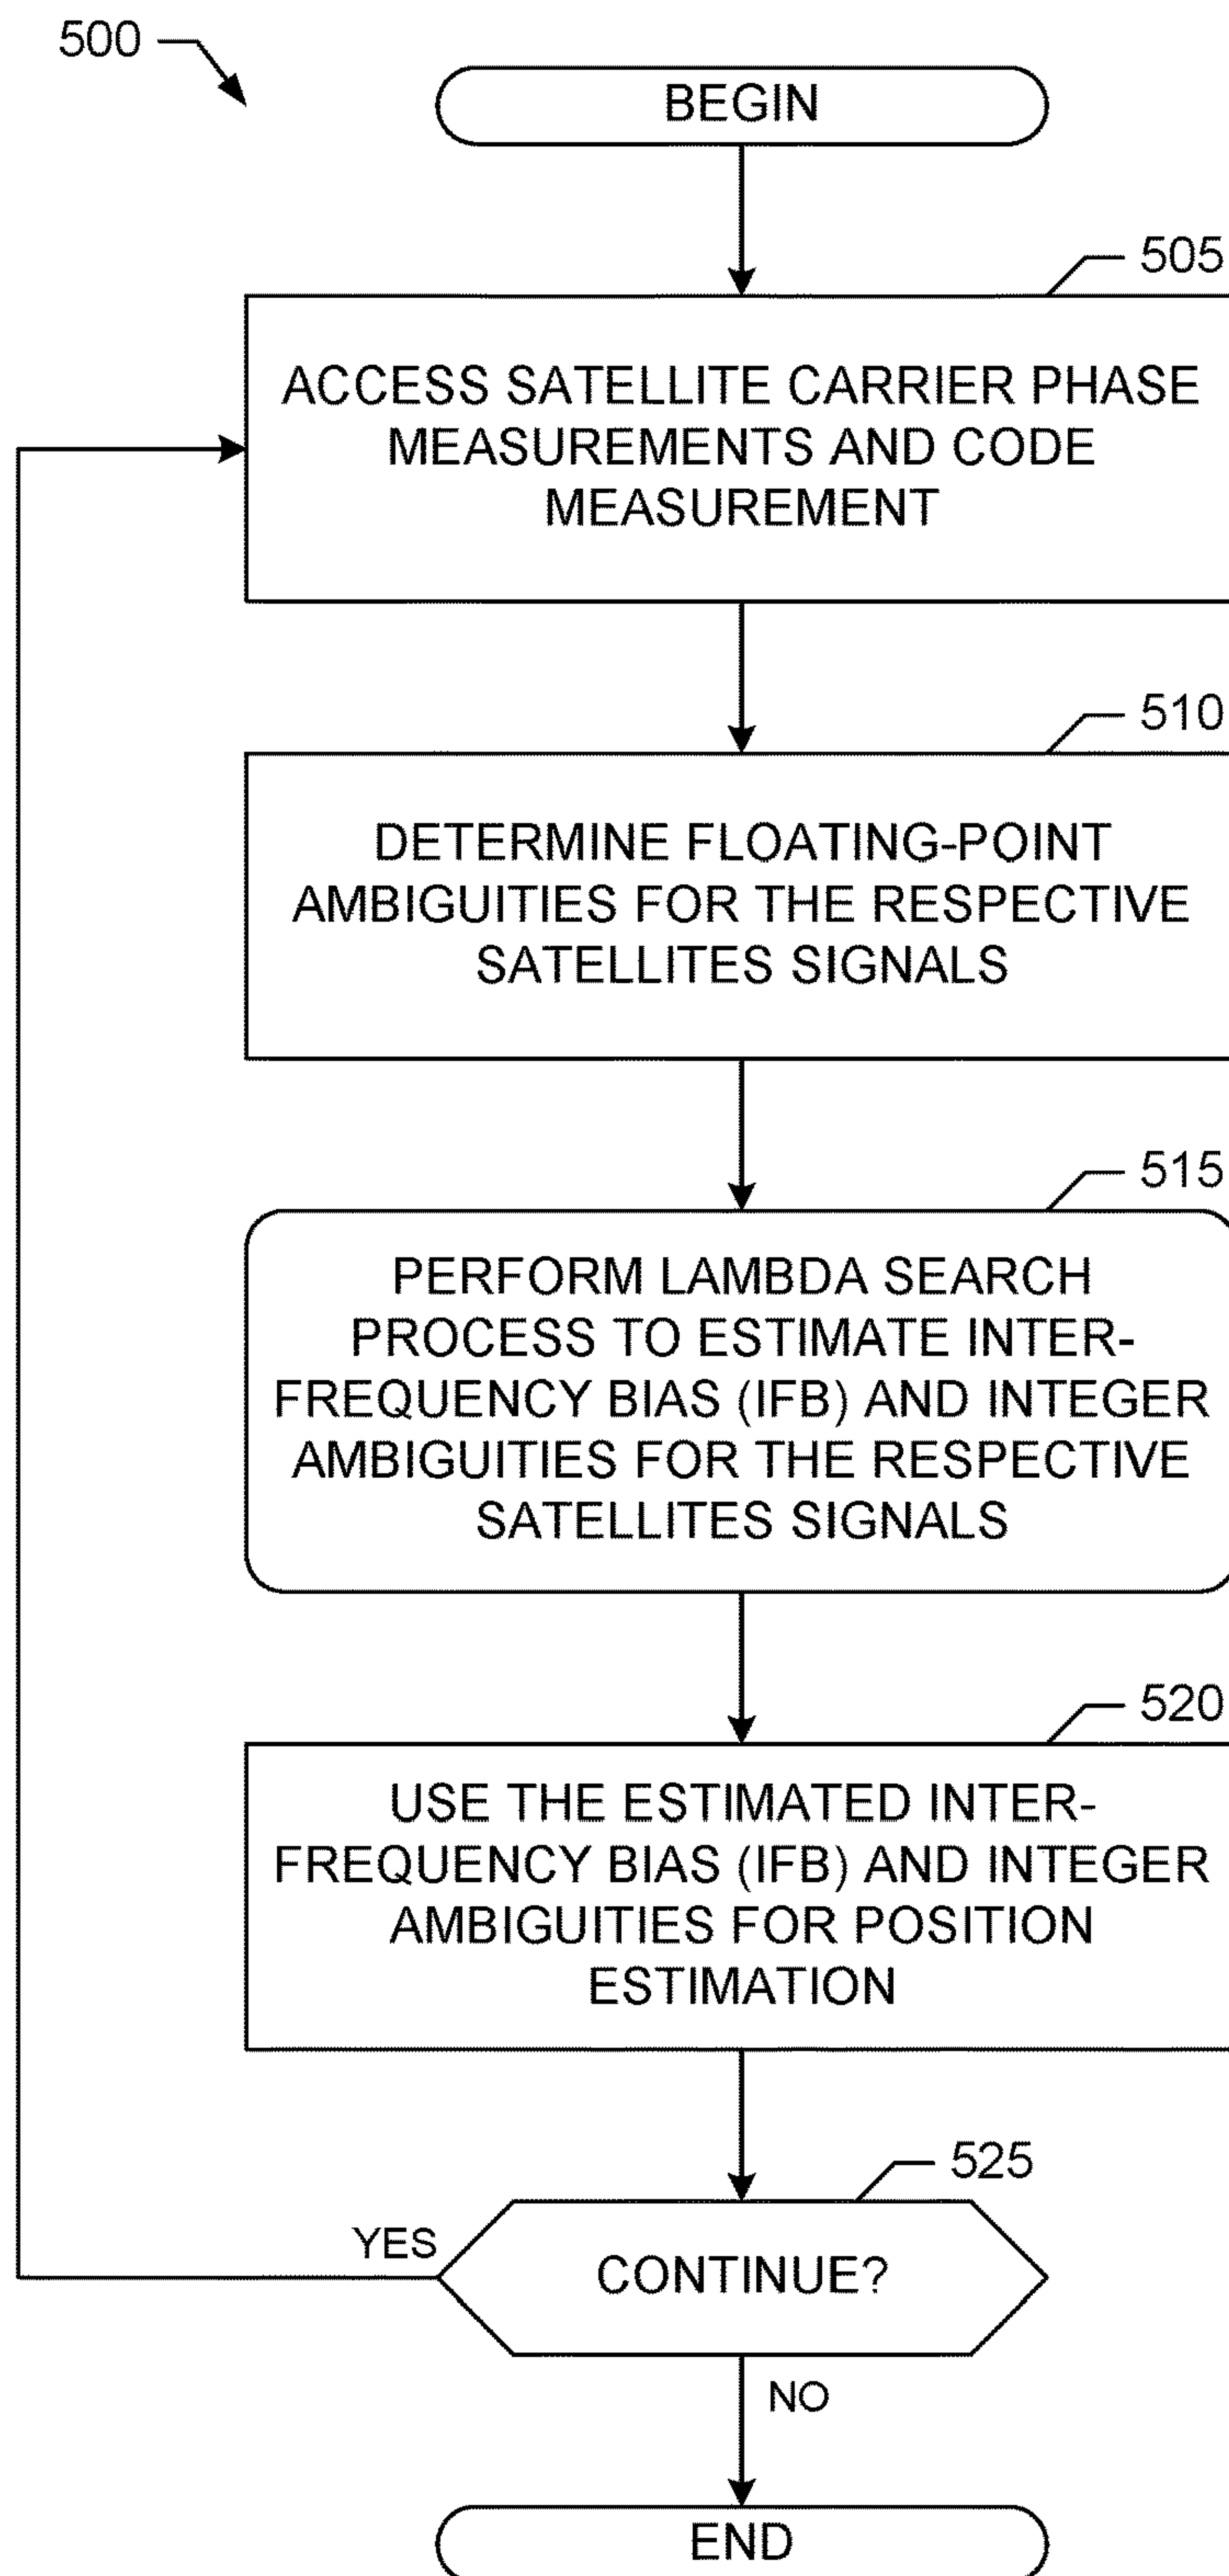 500
BEGIN
505
ACCESS SATELLITE CARRIER PHASE
MEASUREMENTS AND CODE
MEASUREMENT
510
DETERMINE FLOATING-POINT
AMBIGUITIES FOR THE RESPECTIVE
SATELLITES SIGNALS
515
PERFORM LAMBDA SEARCH
PROCESS TO ESTIMATE INTER-
FREQUENCY BIAS (IFB) AND INTEGER
AMBIGUITIES FOR THE RESPECTIVE
SATELLITES SIGNALS
520
USE THE ESTIMATED INTER-
FREQUENCY BIAS (IFB) AND INTEGER
AMBIGUITIES FOR POSITION
ESTIMATION
525
YES
CONTINUE?
NO
END